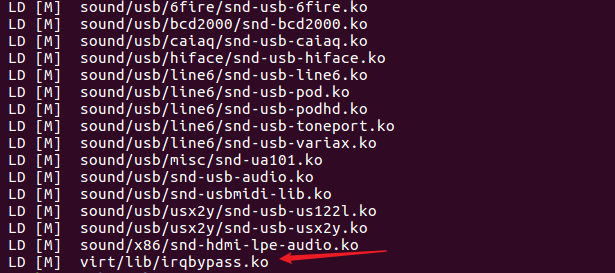 LD [M] sound/usb/6fire/snd-usb-6fire.ko
LD [M] sound/usb/bcd2000/snd-bcd2000.ko
LD [M] sound/usb/caiaq/snd-usb-caiaq.ko
LD [M] sound/usb/hiface/snd-usb-hiface.ko
LD [M] sound/usb/line6/snd-usb-line6.ko
LD [M] sound/usb/line6/snd-usb-pod.ko
LD [M] sound/usb/line6/snd-usb-podhd.ko
LD [M] sound/usb/line6/snd-usb-toneport.ko
LD [M] sound/usb/line6/snd-usb-variax.ko
LD [M] sound/usb/misc/snd-ua101.ko
LD [M] sound/usb/snd-usb-audio.ko
LD [M] sound/usb/snd-usbmidi-lib.ko
LD [M] sound/usb/usx2y/snd-usb-us122l.ko
LD [M] sound/usb/usx2y/snd-usb-usx2y.ko
LD [M] sound/x86/snd-hdmi-lpe-audio.ko
LD [M] virt/lib/irqbypass.ko